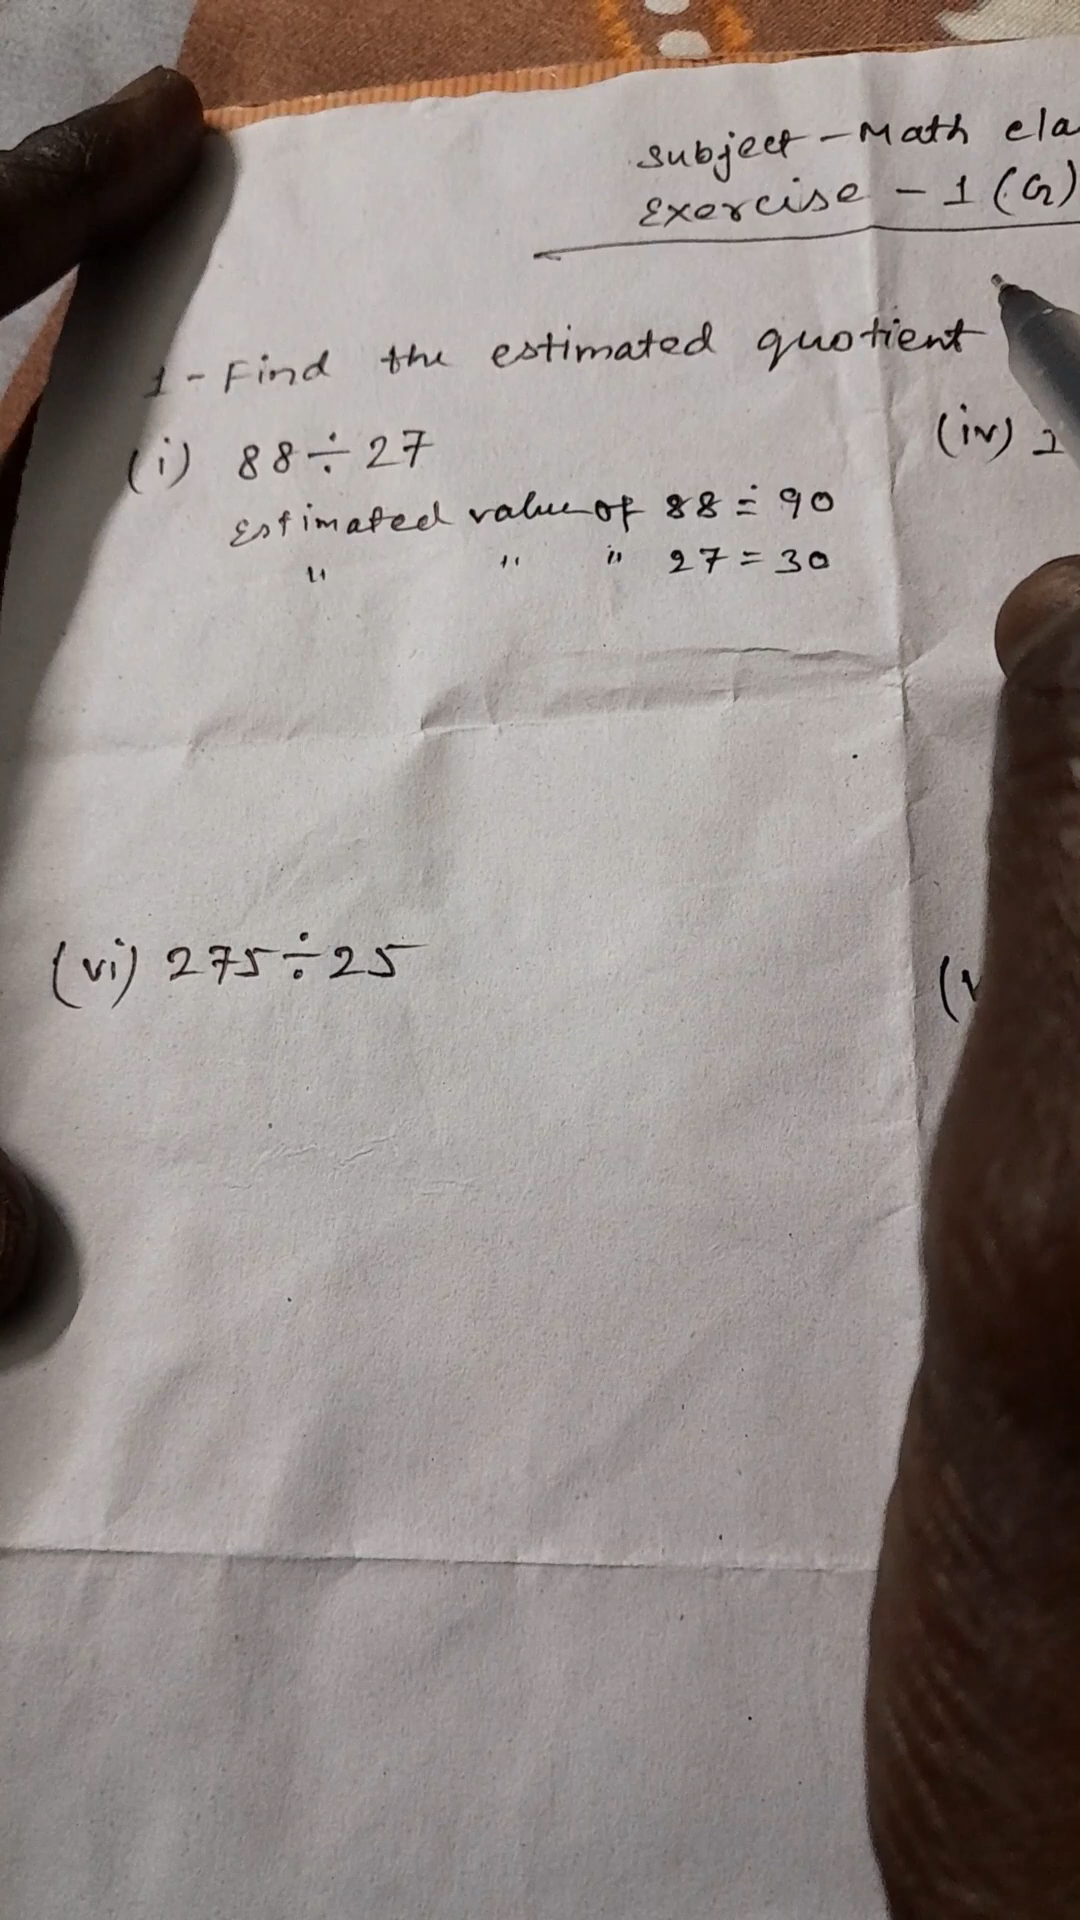 Subject - Math cla
Exercise - 1 (G)
1 - Find the estimated quotient
(i) 88 ÷ 27
(iv)
Estimated value of 88 = 90
" " " 27 = 30
(vi) 275 ÷ 25